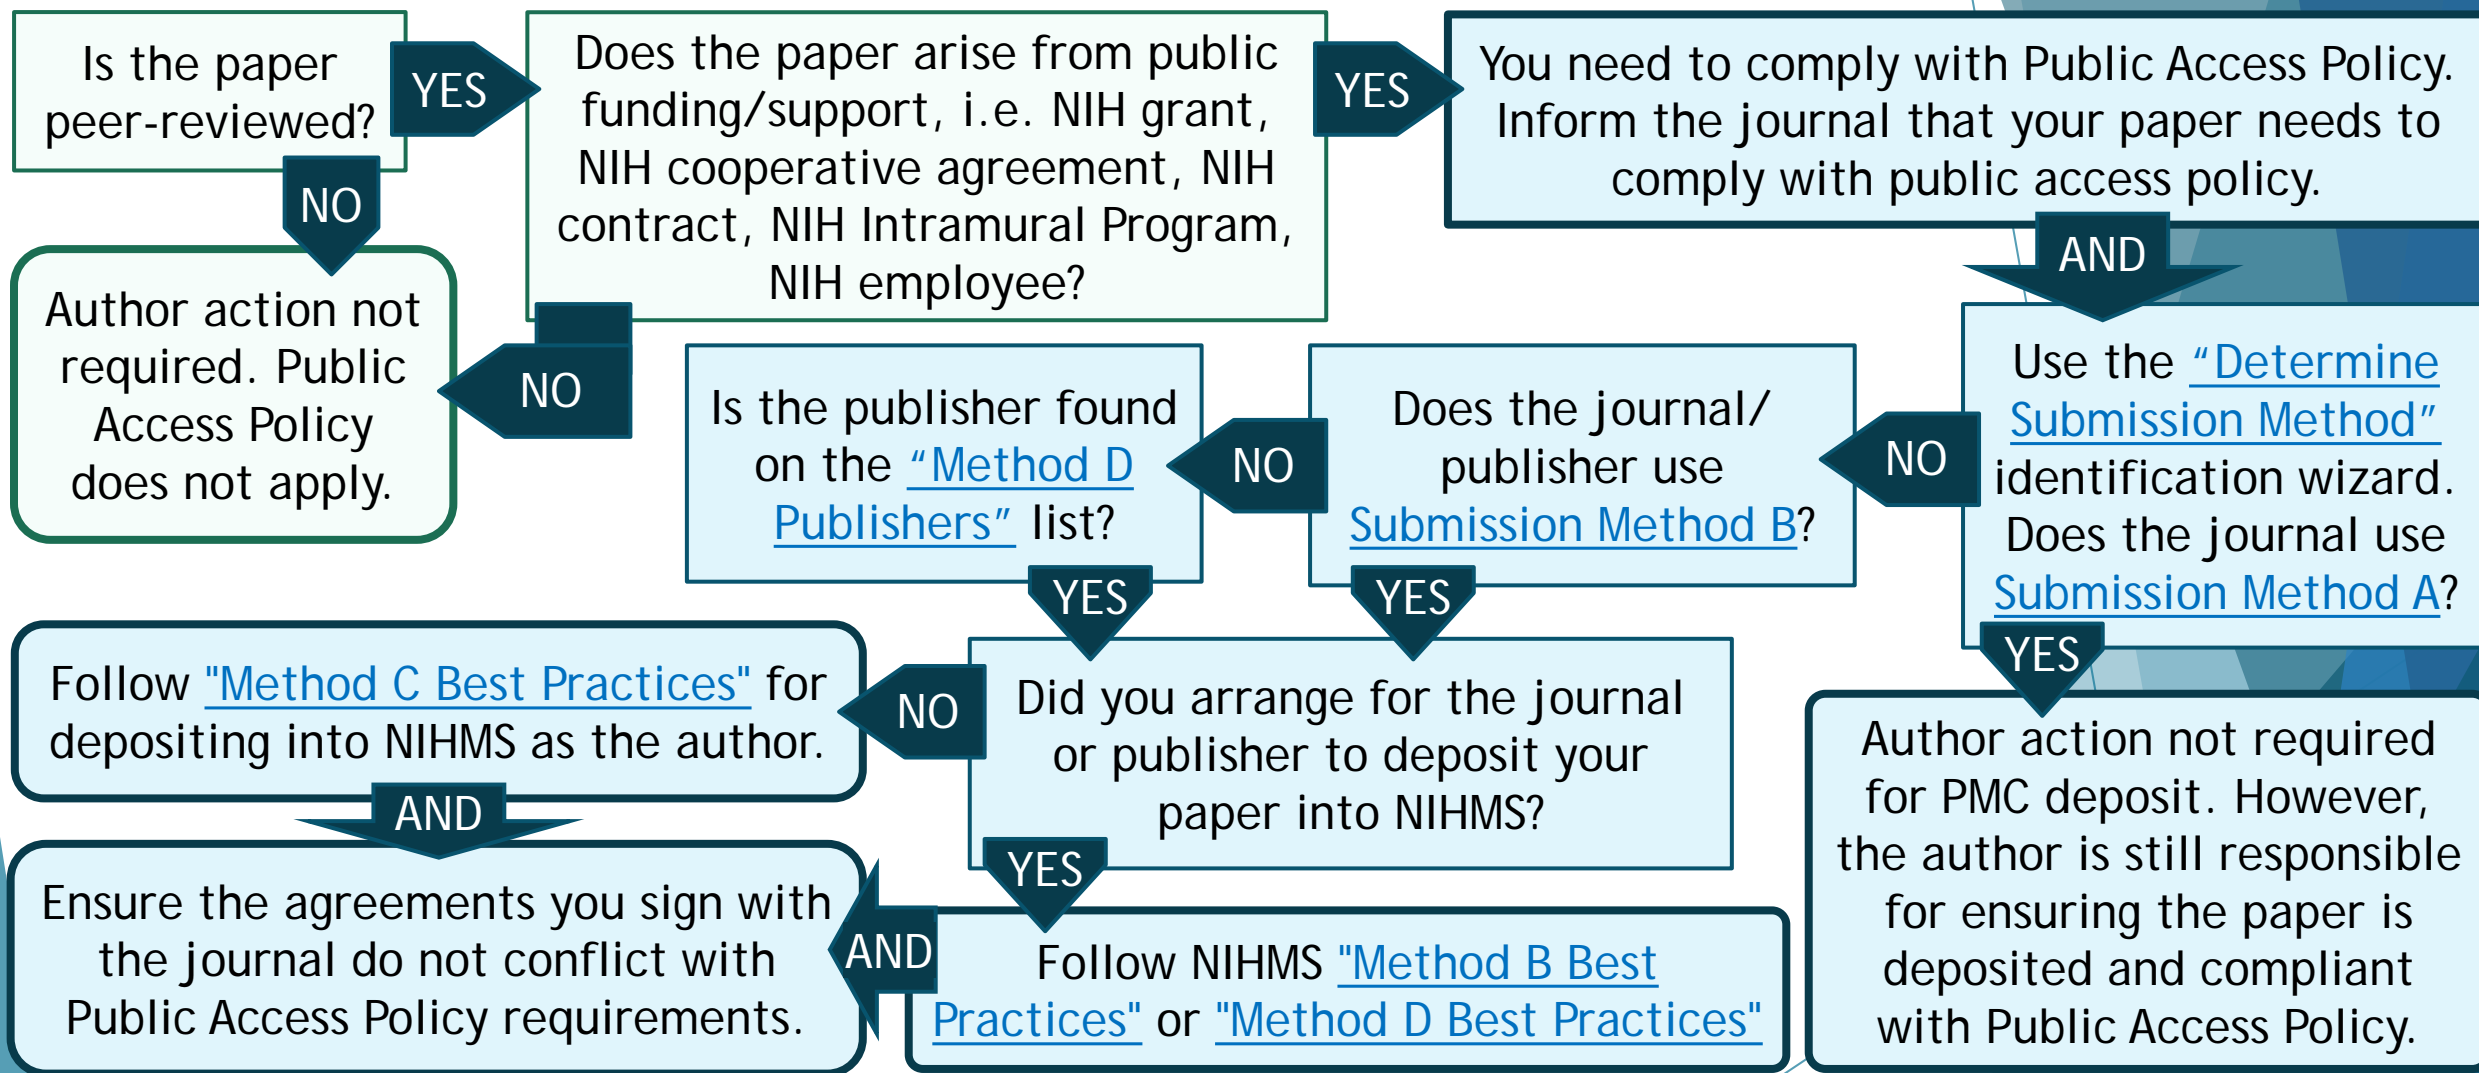 Is the paper
peer-reviewed?
YES
NO
Does the paper arise from public
funding/support, i.e. NIH grant,
NIH cooperative agreement, NIH
contract, NIH Intramural Program,
NIH employee?
YES
NO
You need to comply with Public Access Policy.
Inform the journal that your paper needs to
comply with public access policy.
AND
Author action not
required. Public
Access Policy
does not apply.
Use the “Determine
Submission Method”
identification wizard.
Does the journal use
Submission Method A?
NO
YES
Does the journal/
publisher use
Submission Method B?
NO
YES
Is the publisher found
on the “Method D
Publishers” list?
YES
Did you arrange for the journal
or publisher to deposit your
paper into NIHMS?
NO
YES
Follow "Method C Best Practices" for
depositing into NIHMS as the author.
AND
Ensure the agreements you sign with
the journal do not conflict with
Public Access Policy requirements.
AND
Follow NIHMS "Method B Best
Practices" or "Method D Best Practices"
Author action not required
for PMC deposit. However,
the author is still responsible
for ensuring the paper is
deposited and compliant
with Public Access Policy.